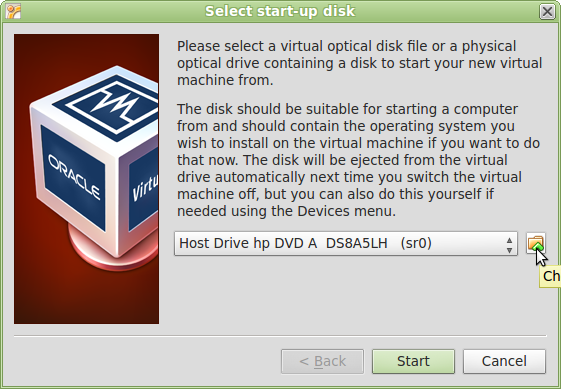 Select start-up disk
Please select a virtual optical disk file or a physical
optical drive containing a disk to start your new virtual
machine from.
The disk should be suitable for starting a computer
from and should contain the operating system you
wish to install on the virtual machine if you want to do
that now. The disk will be ejected from the virtual
drive automatically next time you switch the virtual
machine off, but you can also do this yourself if
needed using the Devices menu.
ORACLE
Virtu
Host Drive hp DVD A  DS8A5LH   (sr0)
Ch
< Back
Start
Cancel